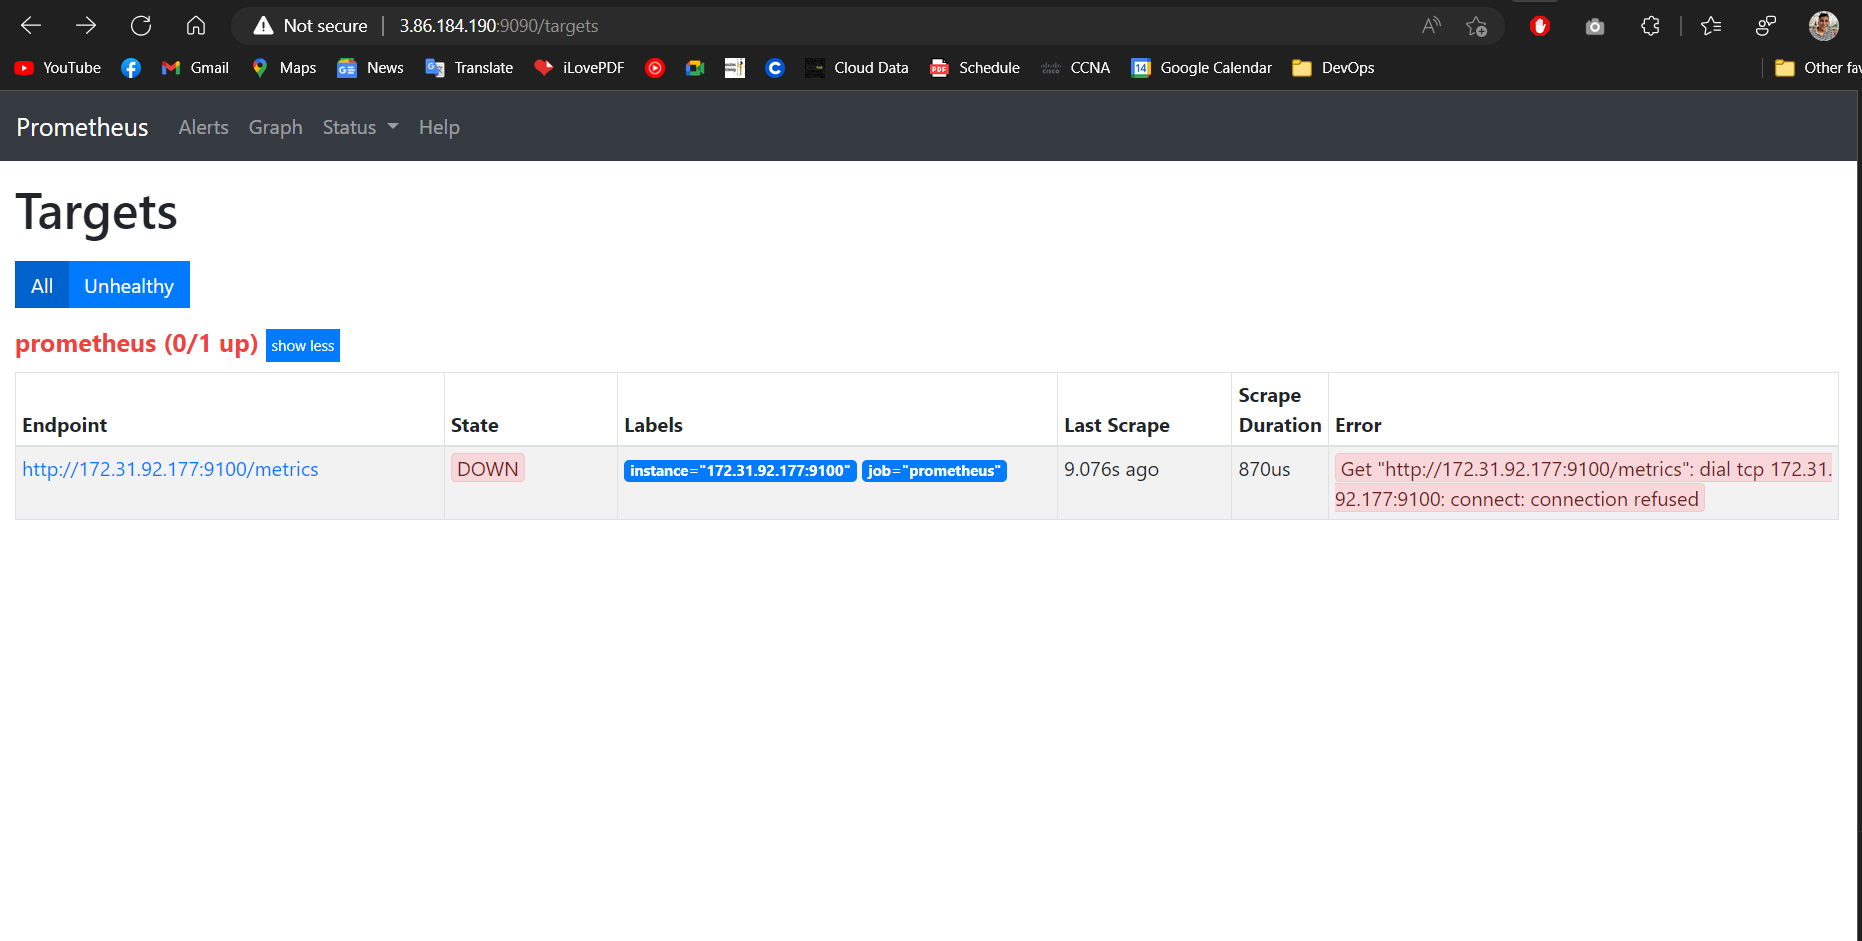 Not secure | 3.86.184.190:9090/targets
YouTube Gmail Maps News Translate iLovePDF Cloud Data Schedule CCNA Google Calendar DevOps Other fav
Prometheus Alerts Graph Status Help
Targets
All Unhealthy
prometheus (0/1 up) show less
Endpoint State Labels Last Scrape Scrape Duration Error
http://172.31.92.177:9100/metrics DOWN instance="172.31.92.177:9100" job="prometheus" 9.076s ago 870us Get "http://172.31.92.177:9100/metrics": dial tcp 172.31.
92.177:9100: connect: connection refused